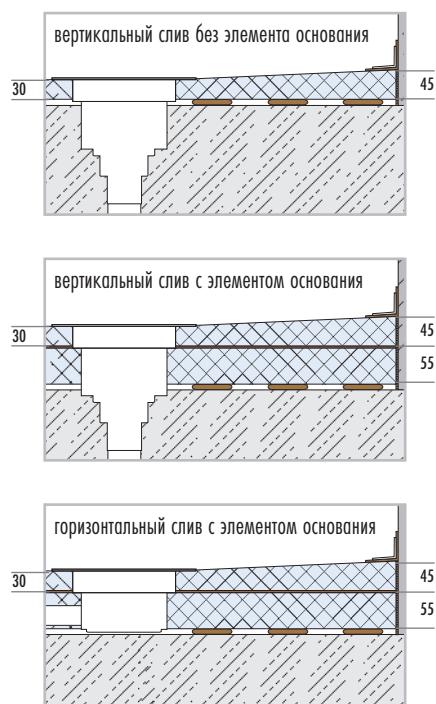 вертикальный слив без элемента основания
30
45
вертикальный слив с элементом основания
30
45
55
горизонтальный слив с элементом основания
30
45
55